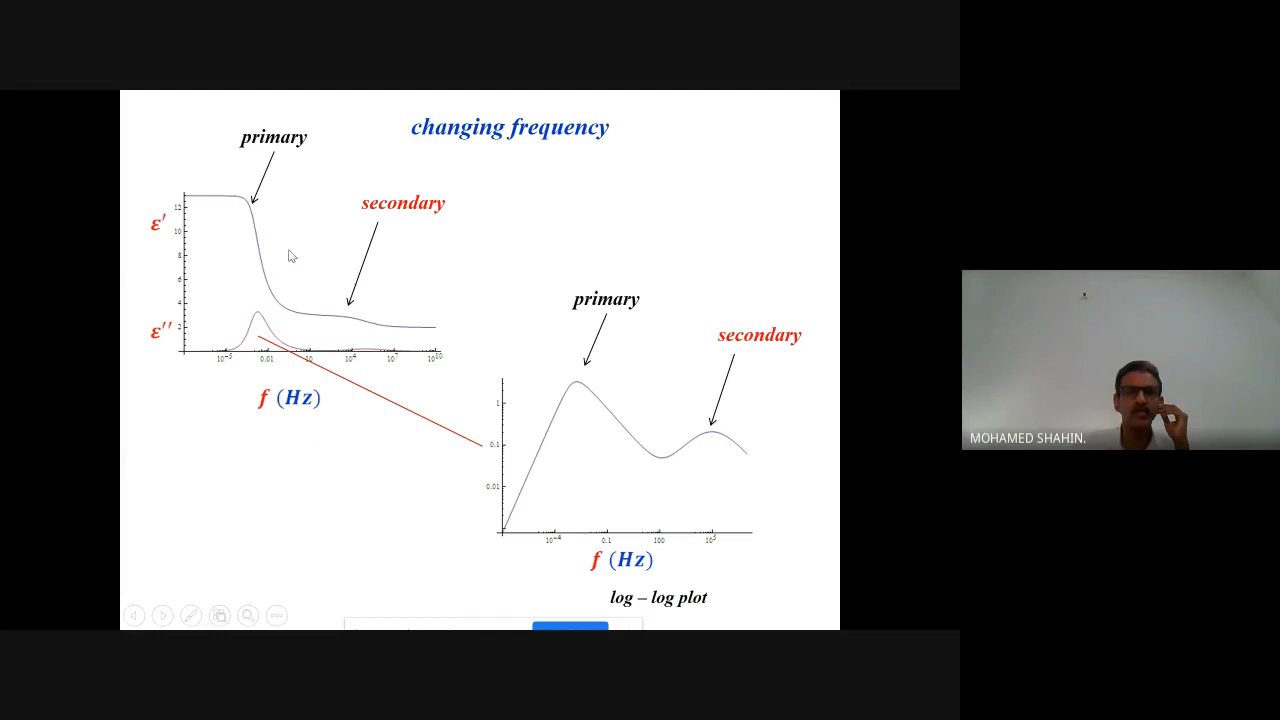 changing frequency
primary
secondary
ε′
12
10
8
6
4
2
ε′′
10⁻⁵ 0.01 10 10⁴ 10⁷ 10¹⁰
f (Hz)
primary
secondary
1
0.1
0.01
10⁻⁴ 0.1 100 10⁵
f (Hz)
log – log plot
MOHAMED SHAHIN.